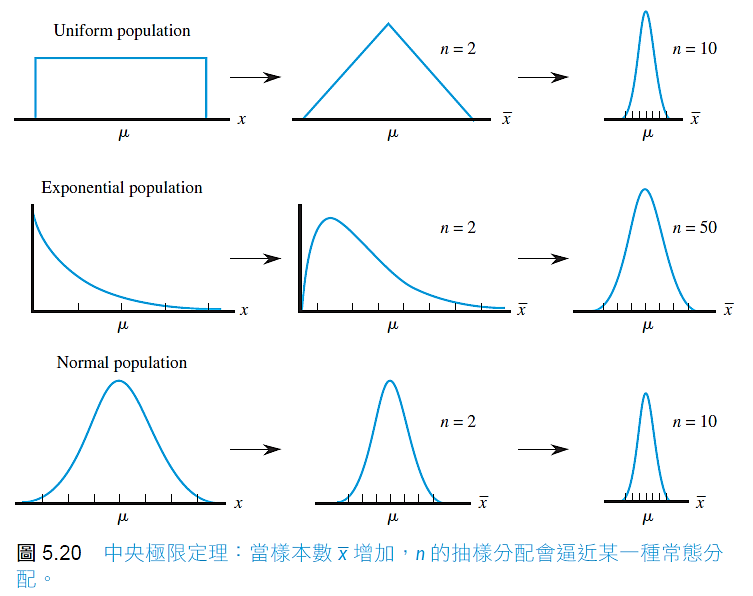 Uniform population
n = 2
n = 10
x
x̅
x̅
μ
μ
μ
Exponential population
n = 2
n = 50
x
x̅
x̅
μ
μ
μ
Normal population
n = 2
n = 10
x
x̅
x̅
μ
μ
μ
圖 5.20 中央極限定理：當樣本數 x̅ 增加，n 的抽樣分配會逼近某一種常態分
配。